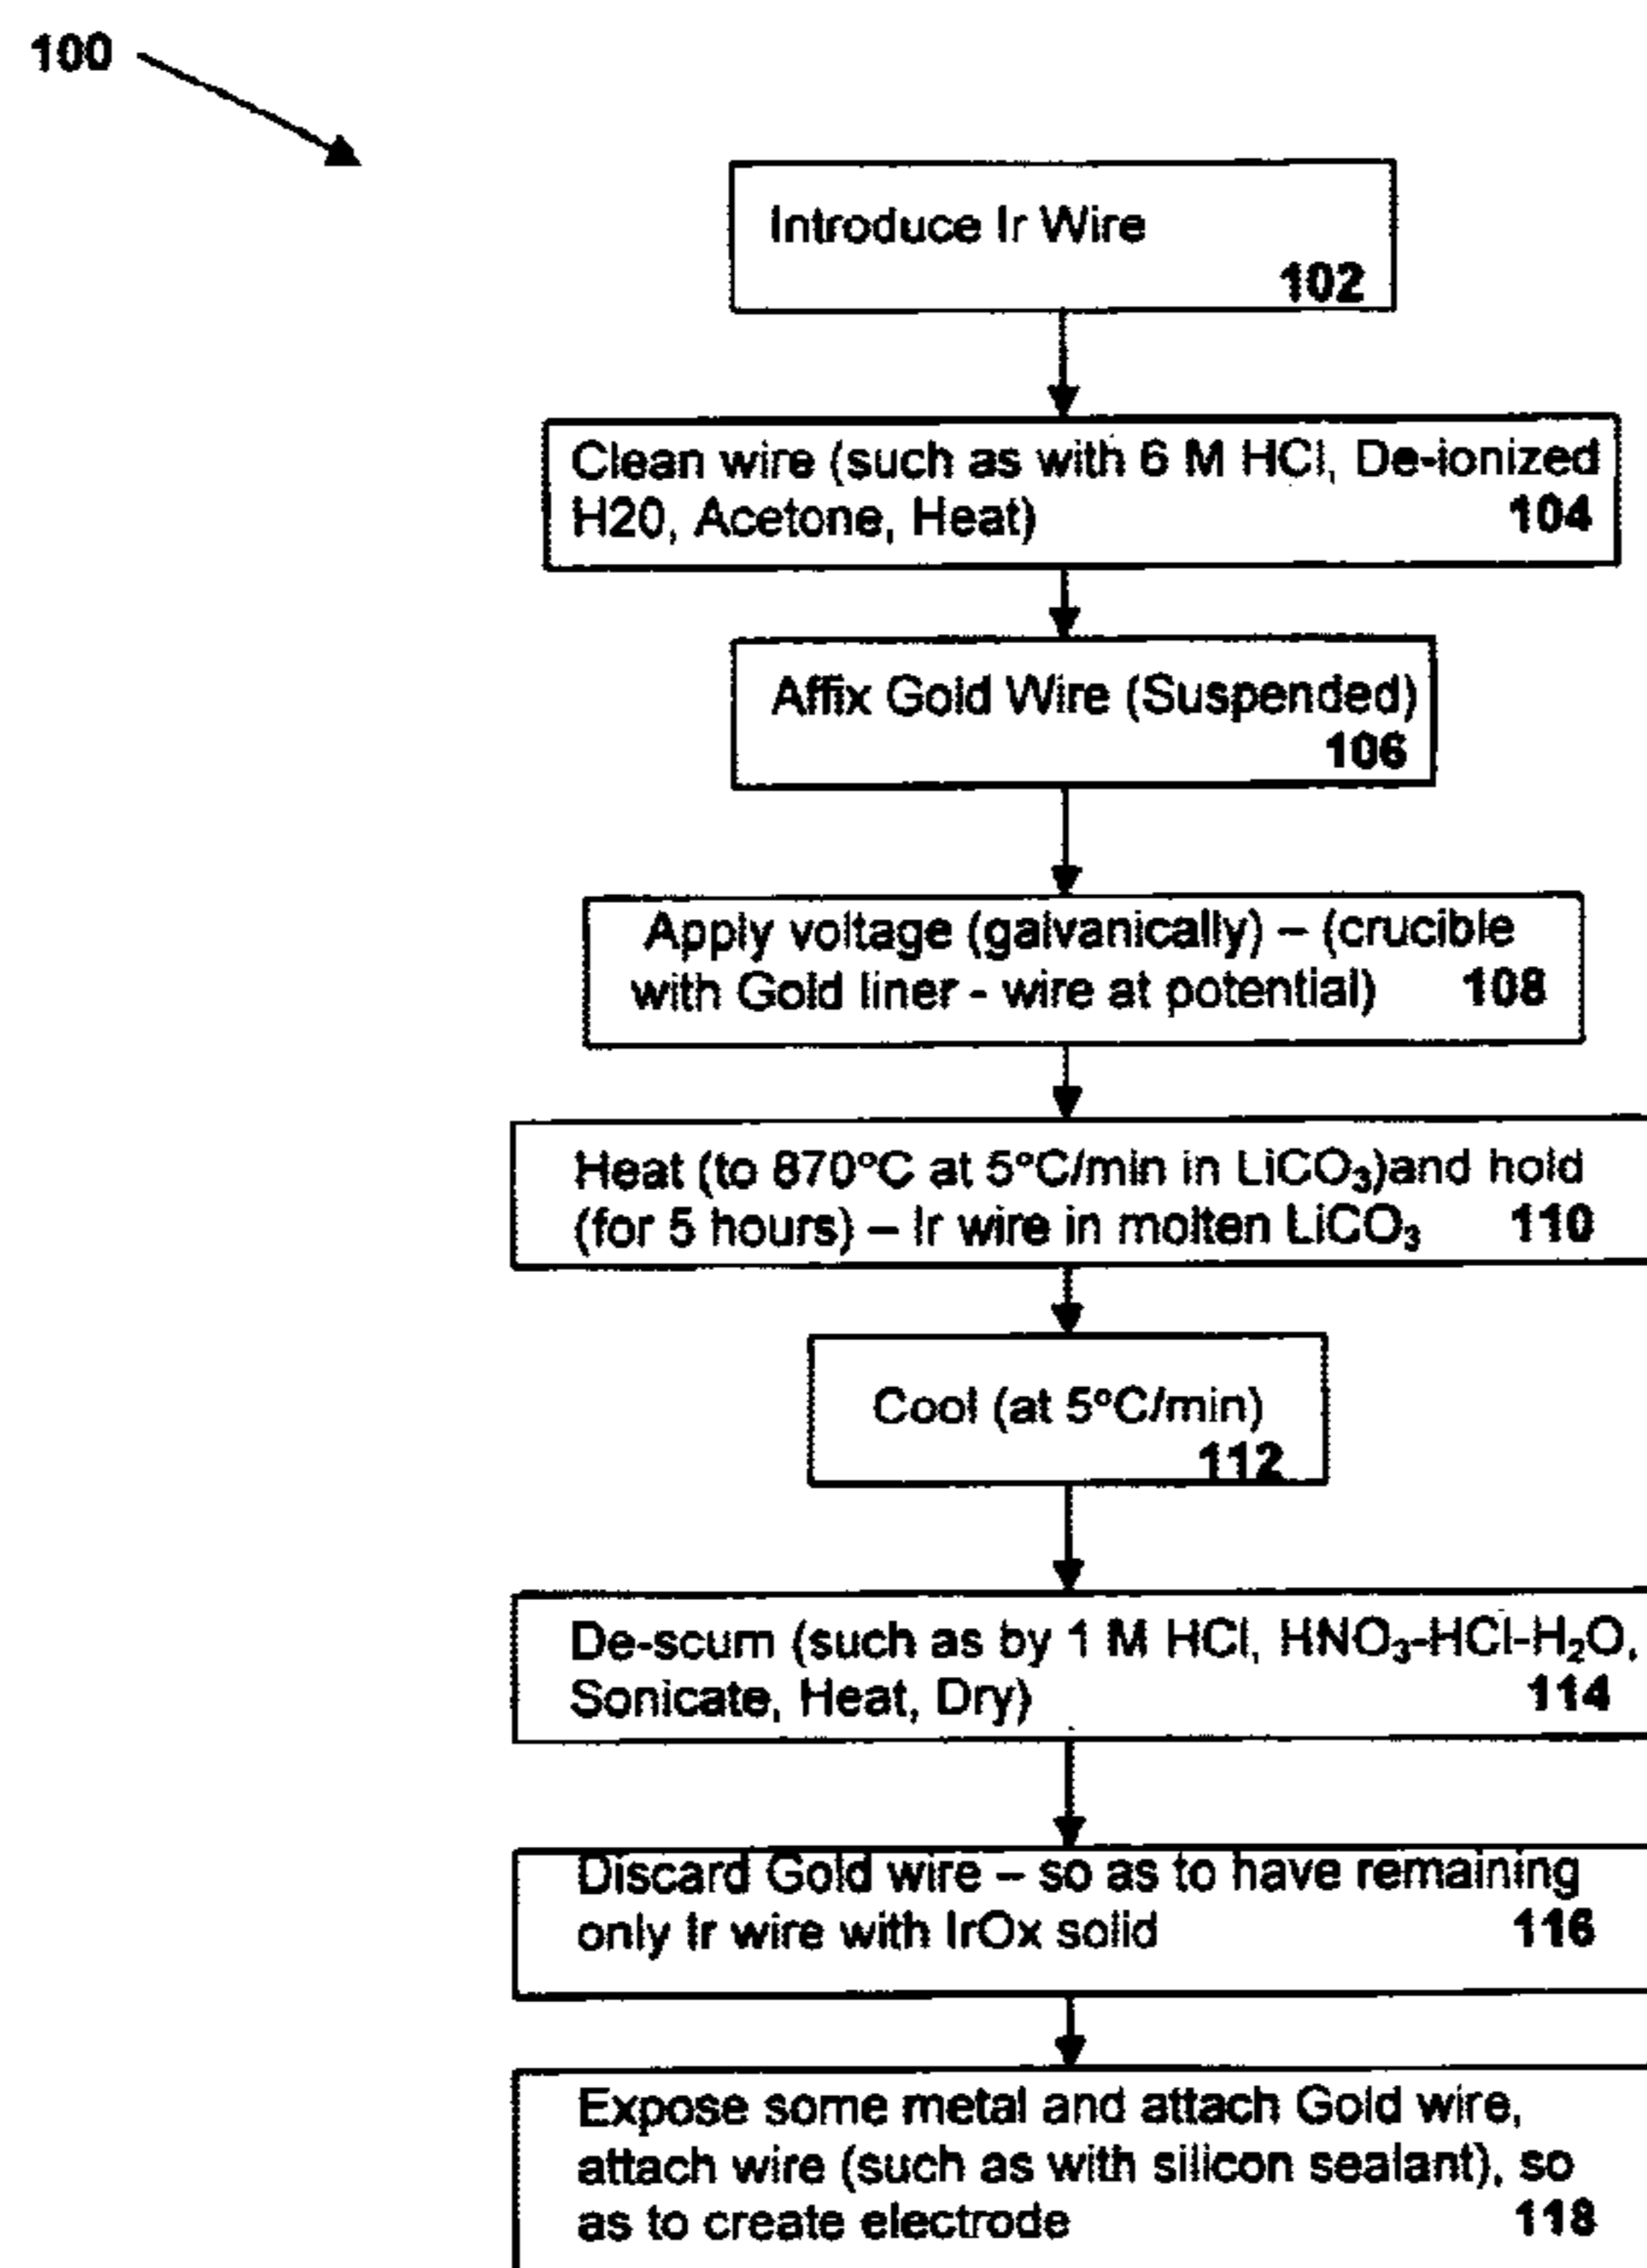 100
Introduce Ir Wire
102
Clean wire (such as with 6 M HCl, De-ionized
H20, Acetone, Heat)
104
Affix Gold Wire (Suspended)
106
Apply voltage (galvanically) – (crucible
with Gold liner - wire at potential)
108
Heat (to 870°C at 5°C/min in LiCO₃)and hold
(for 5 hours) – Ir wire in molten LiCO₃
110
Cool (at 5°C/min)
112
De-scum (such as by 1 M HCl, HNO₃-HCl-H₂O,
Sonicate, Heat, Dry)
114
Discard Gold wire – so as to have remaining
only Ir wire with IrOx solid
116
Expose some metal and attach Gold wire,
attach wire (such as with silicon sealant), so
as to create electrode
118